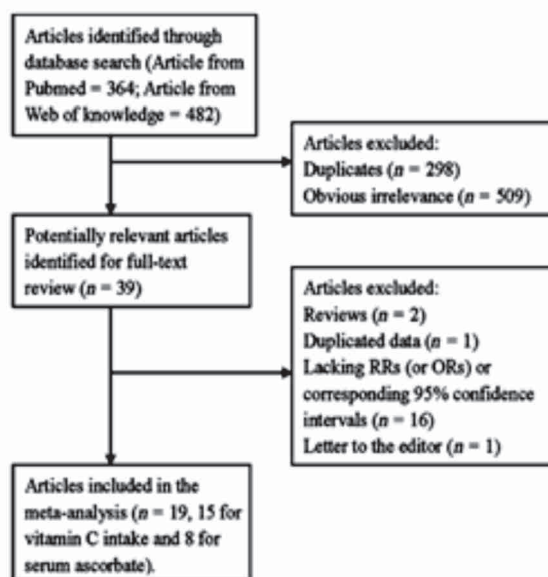 Articles identified through
database search (Article from
Pubmed = 364; Article from
Web of knowledge = 482)
Articles excluded:
Duplicates (n = 298)
Obvious irrelevance (n = 509)
Potentially relevant articles
identified for full-text
review (n = 39)
Articles excluded:
Reviews (n = 2)
Duplicated data (n = 1)
Lacking RRs (or ORs) or
corresponding 95% confidence
intervals (n = 16)
Letter to the editor (n = 1)
Articles included in the
meta-analysis (n = 19, 15 for
vitamin C intake and 8 for
serum ascorbate).